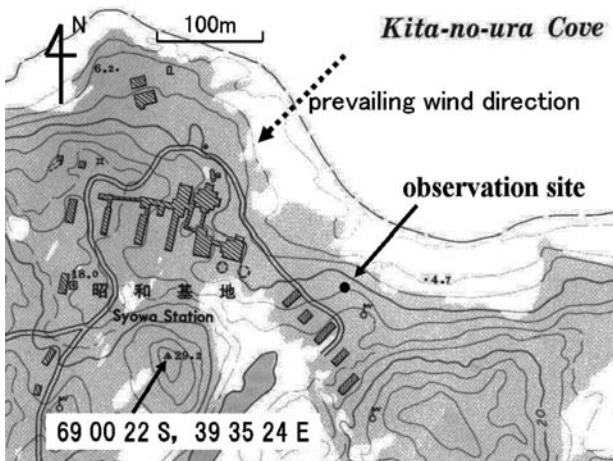 N
100m
Kita-no-ura Cove
6.2
prevailing wind direction
observation site
4.7
18.0
昭和基地
Syowa Station
29.2
20
69 00 22 S, 39 35 24 E